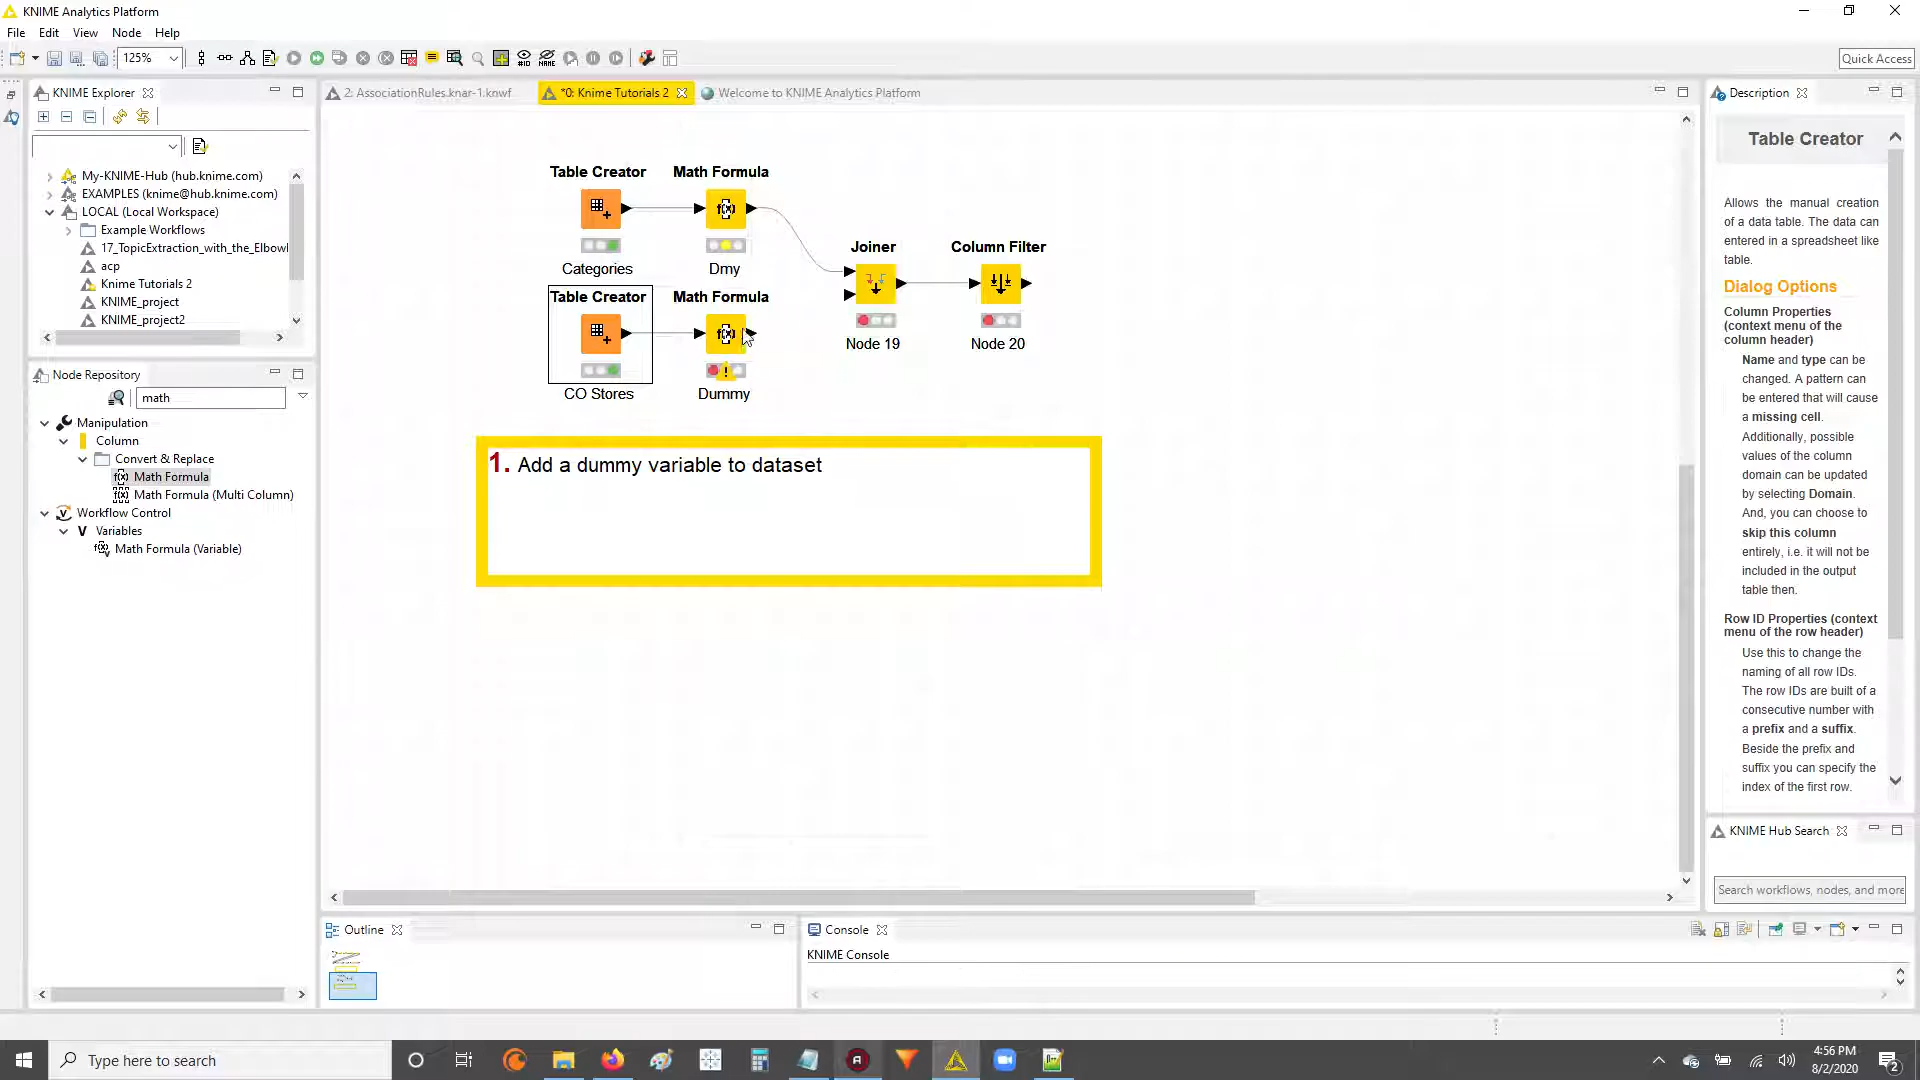 KNIME Analytics Platform
File Edit View Node Help
125%
Quick Access
KNIME Explorer
2: AssociationRules.knar-1.knwf
*0: Knime Tutorials 2
Welcome to KNIME Analytics Platform
Description
My-KNIME-Hub (hub.knime.com)
EXAMPLES (knime@hub.knime.com)
LOCAL (Local Workspace)
Example Workflows
17_TopicExtraction_with_the_Elbowl
acp
Knime Tutorials 2
KNIME_project
KNIME_project2
Node Repository
math
Manipulation
Column
Convert & Replace
Math Formula
Math Formula (Multi Column)
Workflow Control
Variables
Math Formula (Variable)
Table Creator
Math Formula
Categories
Dmy
Joiner
Column Filter
Table Creator
Math Formula
Node 19
Node 20
CO Stores
Dummy
1. Add a dummy variable to dataset
Table Creator
Allows the manual creation
of a data table. The data can
entered in a spreadsheet like
table.
Dialog Options
Column Properties
(context menu of the
column header)
Name and type can be
changed. A pattern can
be entered that will cause
a missing cell.
Additionally, possible
values of the column
domain can be updated
by selecting Domain.
And, you can choose to
skip this column
entirely, i.e. it will not be
included in the output
table then.
Row ID Properties (context
menu of the row header)
Use this to change the
naming of all row IDs.
The row IDs are built of a
consecutive number with
a prefix and a suffix.
Beside the prefix and
suffix you can specify the
index of the first row.
KNIME Hub Search
Search workflows, nodes, and more
Outline
Console
KNIME Console
Type here to search
4:56 PM
8/2/2020
2